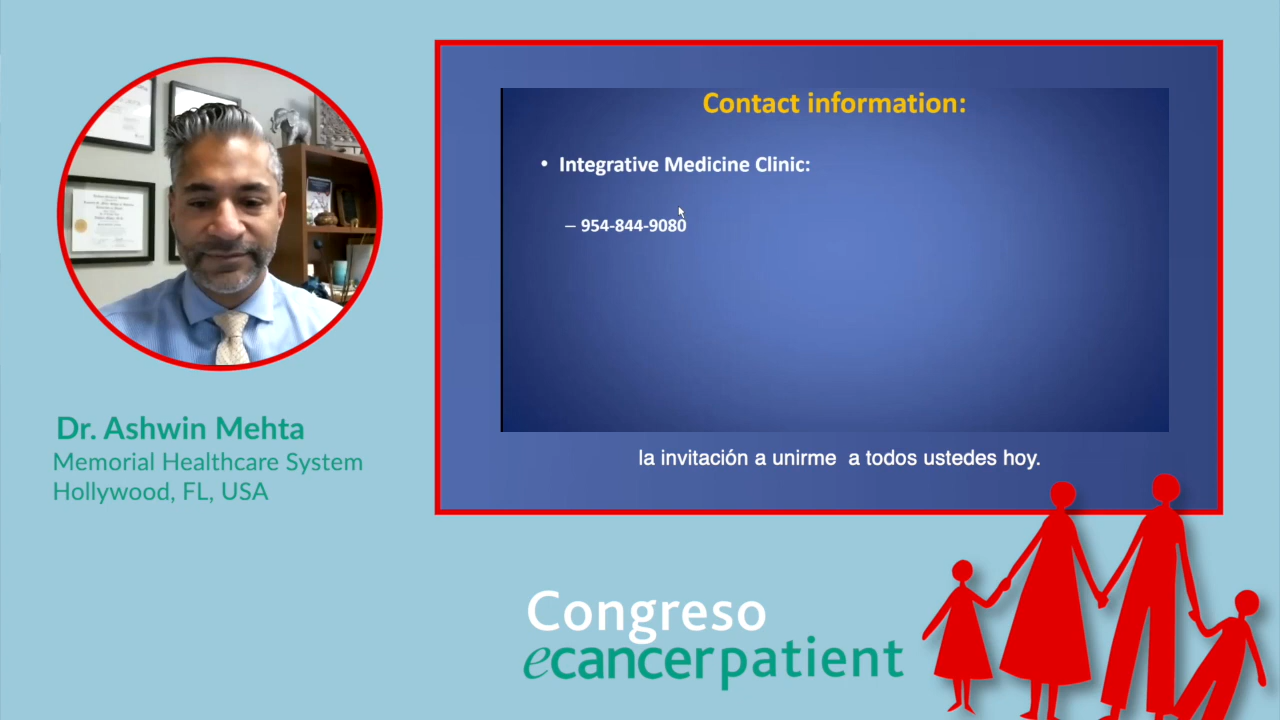 Contact information:
• Integrative Medicine Clinic:
– 954-844-9080
la invitación a unirme a todos ustedes hoy.
Dr. Ashwin Mehta
Memorial Healthcare System
Hollywood, FL, USA
Congreso
ecancerpatient